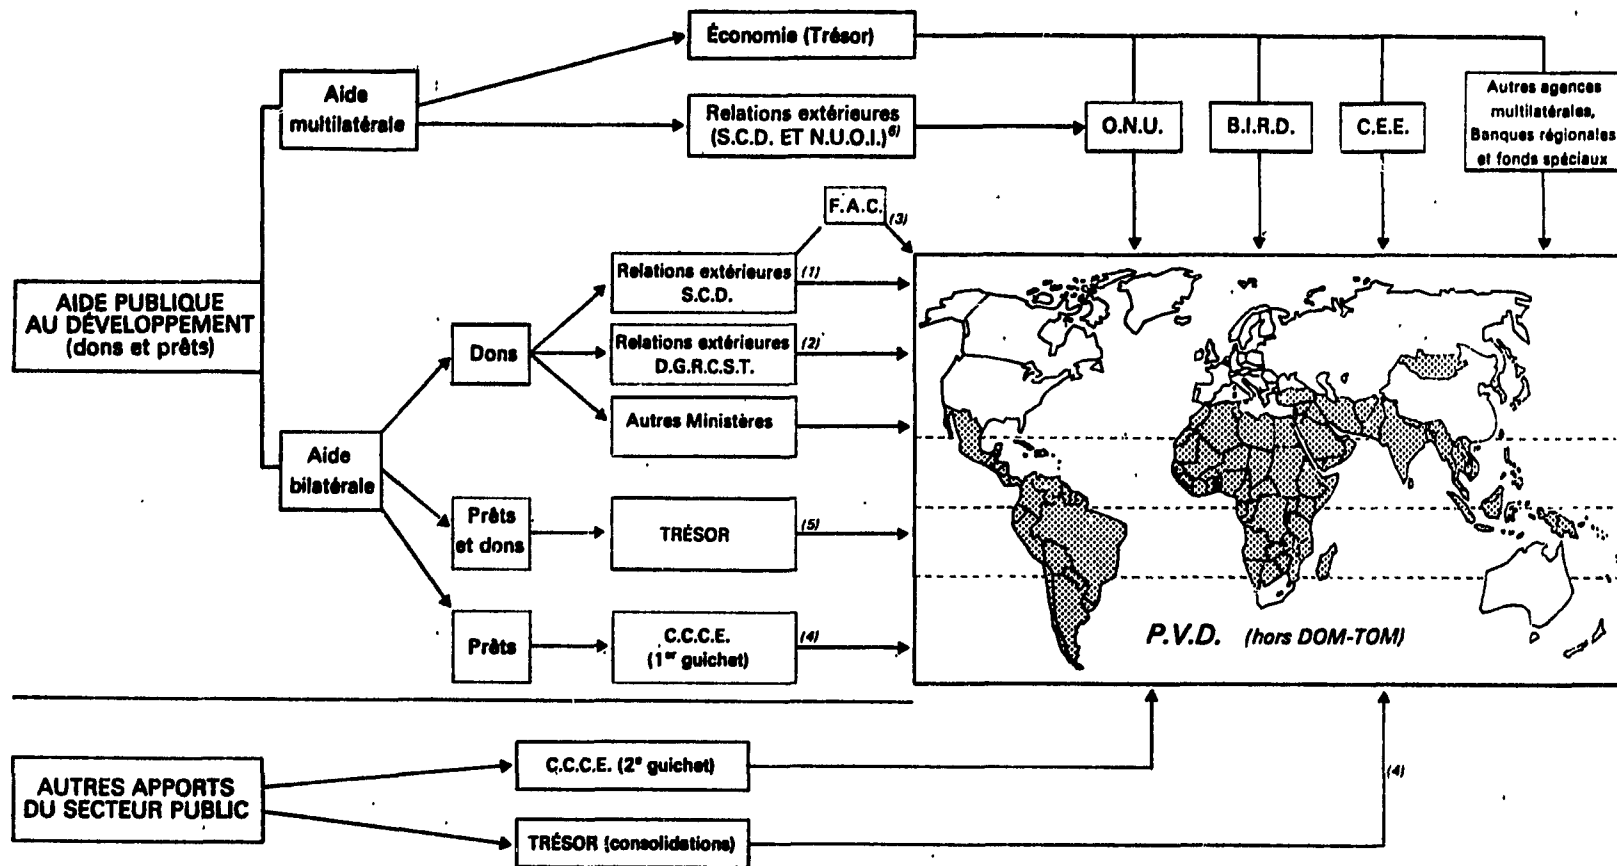 Économie (Trésor)
Aide
multilatérale
Relations extérieures
(S.C.D. ET N.U.O.I.)6)
O.N.U.
B.I.R.D.
C.E.E.
Autres agences
multilatérales,
Banques régionales
et fonds spéciaux
F.A.C.
(3)
AIDE PUBLIQUE
AU DÉVELOPPEMENT
(dons et prêts)
Relations extérieures
S.C.D.
(1)
Dons
Relations extérieures
D.G.R.C.S.T.
(2)
Autres Ministères
Aide
bilatérale
Prêts
et dons
TRÉSOR
(5)
Prêts
C.C.C.E.
(1er guichet)
(4)
P.V.D. (hors DOM-TOM)
AUTRES APPORTS
DU SECTEUR PUBLIC
C.C.C.E. (2e guichet)
(4)
TRÉSOR (consolidations)